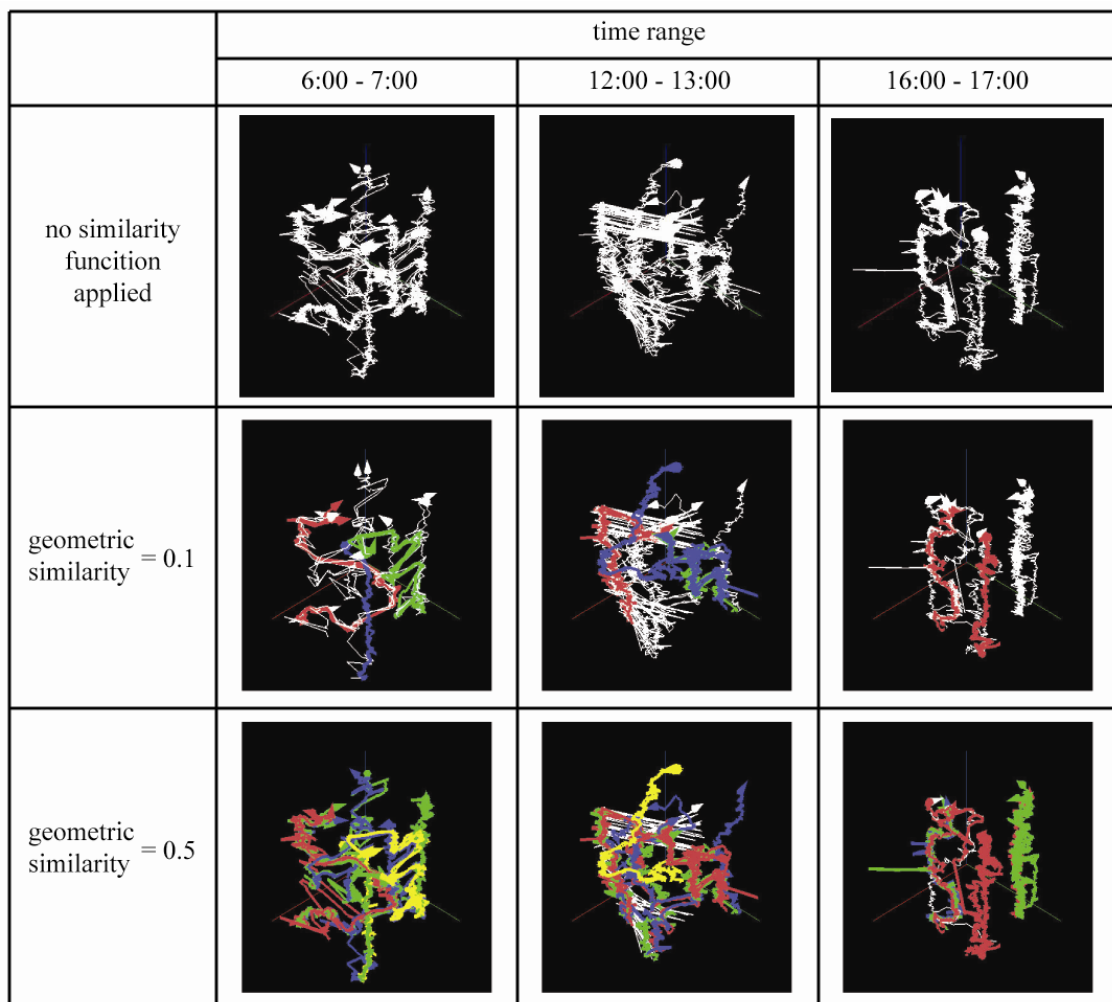 time range
6:00 - 7:00
12:00 - 13:00
16:00 - 17:00
no similarity
funcition
applied
geometric
similarity = 0.1
geometric
similarity = 0.5